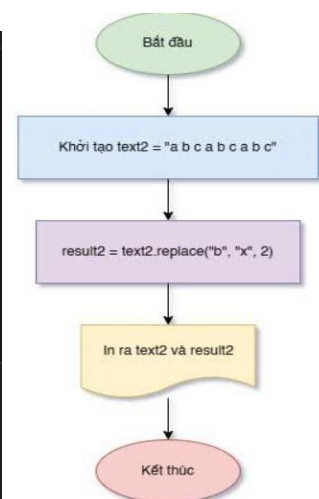 Bắt đầu
Khởi tạo text2 = "a b c a b c a b c"
result2 = text2.replace("b", "x", 2)
In ra text2 và result2
Kết thúc